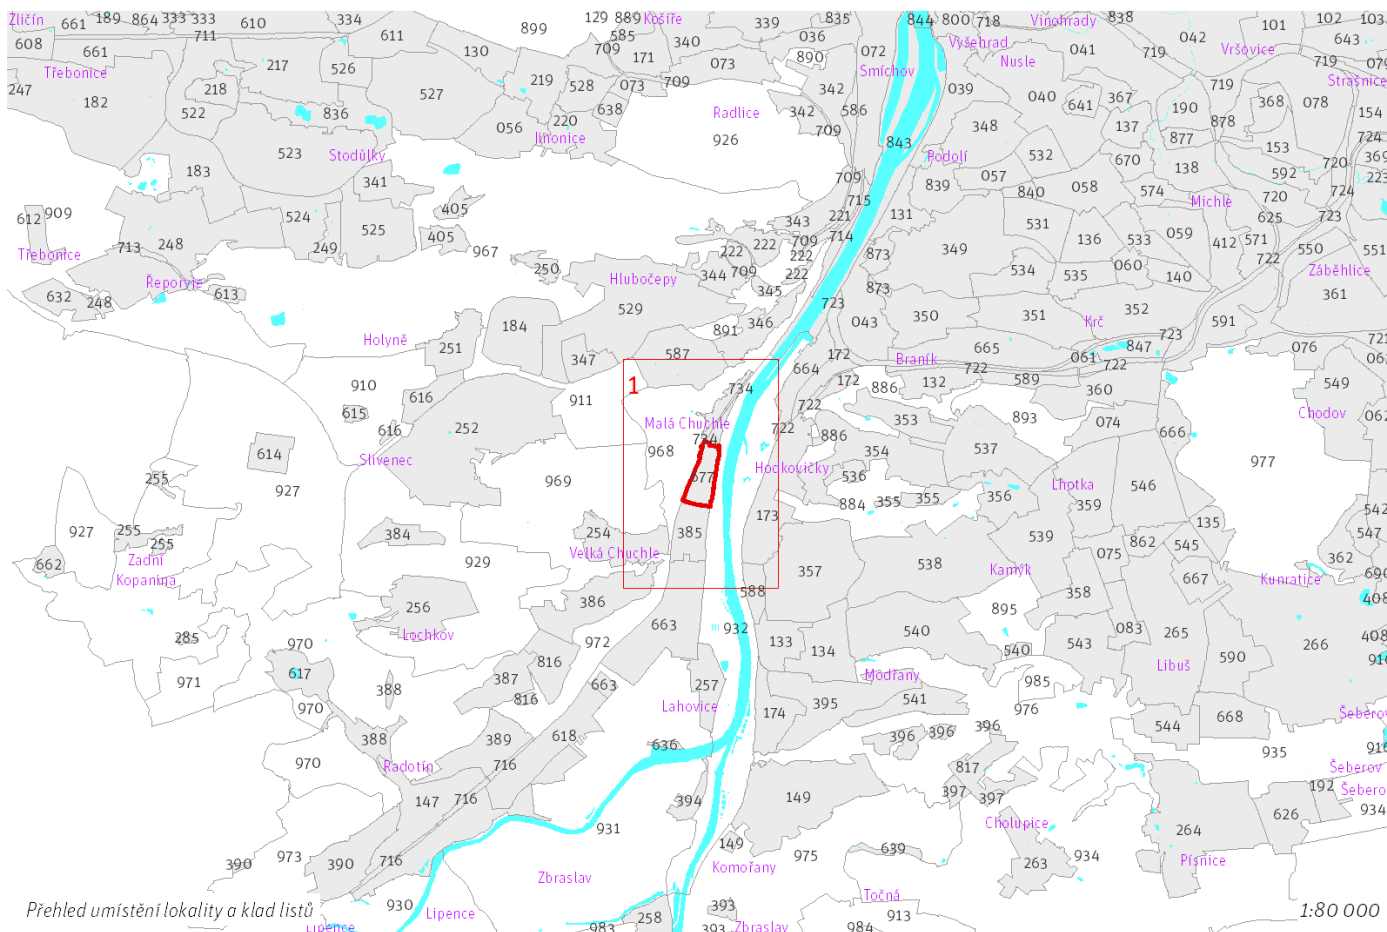 Zličín 661 189 864 333 333 610 334 899 129 889 Košíře 339 835 844 800 718 Vinohrady 838 101 102 103
608 661 711 611 130 709 585 340 036 Vyšehrad 041 719 042 Vršovice 643
Třebonice 217 526 219 528 073 171 709 073 890 072 Smíchov Nusle 719 719 079 Strašnice
247 182 218 522 836 527 638 Radlice 342 342 586 039 040 641 367 190 368 078 154
056 220 Jinonice 926 709 843 348 137 878 877 153 724
523 Stodůlky 183 341 Podolí 532 670 138 592 720 369
709 839 057 840 058 574 Michle 720 724 223
612 909 524 405 343 221 715 131 531 136 533 059 625 723
Třebonice 713 248 249 525 405 967 222 222 709 714 873 349 534 535 060 140 412 571 722 550 551
250 Hlubočepy 344 709 222 222 345 873 Záběhlice
Řeporyje 632 248 613 529 723 350 351 352 361
184 891 346 043 Krč 591
Holyně 251 347 587 172 Braník 665 061 847 723 722 076
664 172 886 132 722 589 360 549
910 616 911 1 734 722 353 893 074 Chodov
615 616 252 Malá Chuchle 722 886 354 537 666
614 Slivenec 968 734 Hodkovičky 536 977
255 927 969 677 884 355 355 356 Lhotka 359 546
927 255 255 384 254 385 173 539 862 135 545 542 547
662 Zadní Kopanina 929 Velká Chuchle 357 538 Kamýk 075 667 362 Kunratice 690
256 386 588 895 358 408
285 970 Lochkov 972 663 932 133 134 540 540 543 083 265 590 266 408
971 617 388 387 816 816 663 257 Modřany 985 Libuš
970 Lahovice 174 395 541 976 Šeberov
388 389 618 636 396 396 396 544 668 935
970 Radotín 716 817 Šeberov
147 716 394 149 397 397 192
931 Cholupice 264 626 934
390 973 390 716 149 Komořany 975 639 263 934 Písnice
930 Lipence Zbraslav 258 393 393 Točná 913
Přehled umístění lokality a klad listů Lipence 983 Zbraslav 984 1:80 000